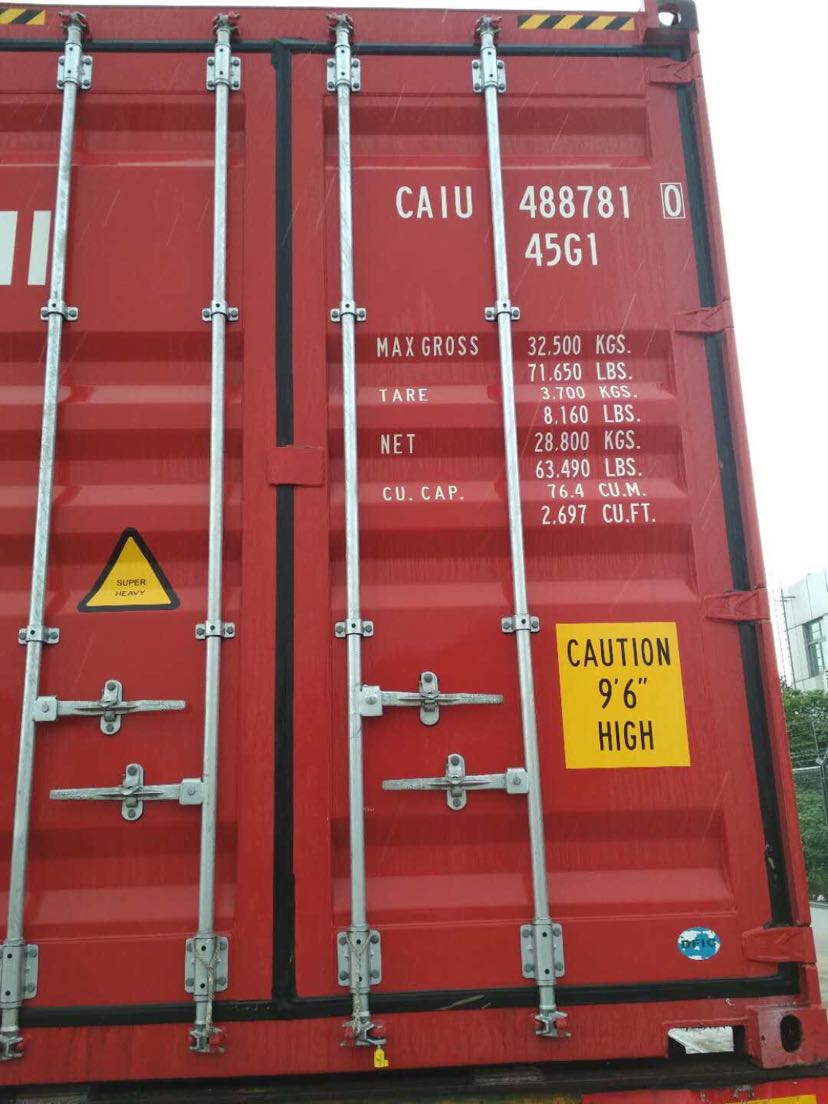 CAIU 488781 0
45G1
MAX GROSS 32.500 KGS.
71.650 LBS.
TARE 3.700 KGS.
8.160 LBS.
NET 28.800 KGS.
63.490 LBS.
CU. CAP. 76.4 CU.M.
2.697 CU.FT.
SUPER
HEAVY
CAUTION
9'6"
HIGH
DFIC